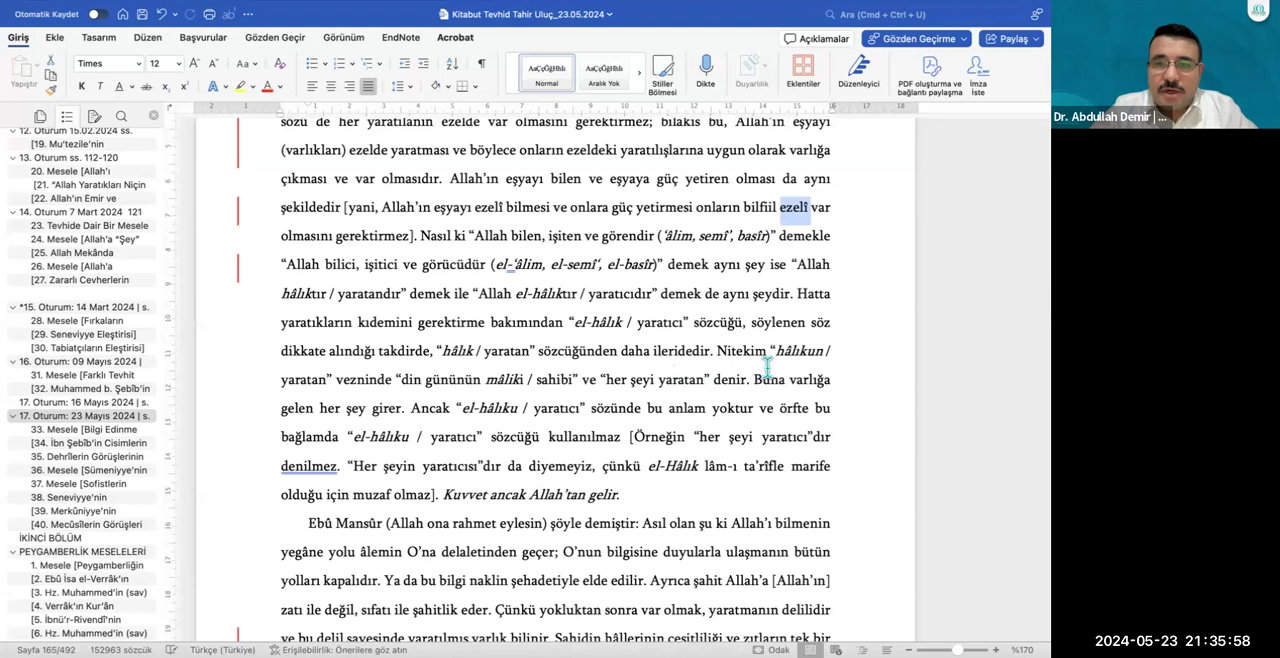 Otomatik Kaydet
Kitabut Tevhid Tahir Uluç_23.05.2024
Ara (Cmd + Ctrl + U)
Giriş Ekle Tasarım Düzen Başvurular Gözden Geçir Görünüm EndNote Acrobat
Açıklamalar Gözden Geçirme Paylaş
Yapıştır
Times 12
AaÇçĞğHh AaÇçĞğHh
Normal Aralık Yok
Stiller Bölmesi
Dikte
Duyarlılık
Eklentiler
Düzenleyici
PDF oluşturma ve bağlantı paylaşma
İmza İste
12. Oturum 15.02.2024 ss.
[19. Mu'tezile'nin
13. Oturum ss. 112-120
20. Mesele [Allah'ı
[21. “Allah Yaratıkları Niçin
[22. Allah'ın Emir ve
14. Oturum 7 Mart 2024 121
23. Tevhide Dair Bir Mesele
24. Mesele [Allah'a “Şey”
[25. Allah Mekânda
26. Mesele [Allah'a
[27. Zararlı Cevherlerin
*15. Oturum: 14 Mart 2024 | s.
28. Mesele [Fırkaların
[29. Seneviyye Eleştirisi]
[30. Tabiatçıların Eleştirisi]
16. Oturum: 09 Mayıs 2024 |
31. Mesele [Farklı Tevhit
[32. Muhammed b. Şebîb'in
17. Oturum: 16 Mayıs 2024 |
17. Oturum: 23 Mayıs 2024 | s.
33. Mesele [Bilgi Edinme
[34. İbn Şebîb'in Cisimlerin
35. Dehrîlerin Görüşlerinin
36. Mesele [Sümeniyye'nin
37. Mesele [Sofistlerin
38. Seneviyye'nin
[39. Merkûniyye'nin
[40. Mecûsîlerin Görüşleri
İKİNCİ BÖLÜM
PEYGAMBERLİK MESELELERİ
1. Mesele [Peygamberliğin
[2. Ebû İsa el-Verrâk'ın
[3. Hz. Muhammed'in (sav)
[4. Verrâk'ın Kur'ân
[5. İbnü'r-Rivendî'nin
[6. Hz. Muhammed'in (sav)
sözü de her yaratılanın ezelde var olmasını gerektirmez; bilakis bu, Allah’ın eşyayı
(varlıkları) ezelde yaratması ve böylece onların ezeldeki yaratılışlarına uygun olarak varlığa
çıkması ve var olmasıdır. Allah’ın eşyayı bilen ve eşyaya güç yetiren olması da aynı
şekildedir [yani, Allah’ın eşyayı ezelî bilmesi ve onlara güç yetirmesi onların bilfiil ezelî var
olmasını gerektirmez]. Nasıl ki “Allah bilen, işiten ve görendir (‘âlim, semî’, basîr)” demekle
“Allah bilici, işitici ve görücüdür (el-‘âlim, el-semî‘, el-basîr)” demek aynı şey ise “Allah
hâlıktır / yaratandır” demek ile “Allah el-hâlıktır / yaratıcıdır” demek de aynı şeydir. Hatta
yaratıkların kıdemini gerektirme bakımından “el-hâlık / yaratıcı” sözcüğü, söylenen söz
dikkate alındığı takdirde, “hâlık / yaratan” sözcüğünden daha ileridedir. Nitekim “hâlıkun /
yaratan” vezninde “din gününün mâliki / sahibi” ve “her şeyi yaratan” denir. Buna varlığa
gelen her şey girer. Ancak “el-hâlıku / yaratıcı” sözünde bu anlam yoktur ve örfte bu
bağlamda “el-hâlıku / yaratıcı” sözcüğü kullanılmaz [Örneğin “her şeyi yaratıcı”dır
denilmez. “Her şeyin yaratıcısı”dır da diyemeyiz, çünkü el-Hâlık lâm-ı ta’rîfle marife
olduğu için muzaf olmaz]. Kuvvet ancak Allah’tan gelir.
Ebû Mansûr (Allah ona rahmet eylesin) şöyle demiştir: Asıl olan şu ki Allah’ı bilmenin
yegâne yolu âlemin O’na delaletinden geçer; O’nun bilgisine duyularla ulaşmanın bütün
yolları kapalıdır. Ya da bu bilgi naklin şehadetiyle elde edilir. Ayrıca şahit Allah’a [Allah’ın]
zatı ile değil, sıfatı ile şahitlik eder. Çünkü yokluktan sonra var olmak, yaratmanın delilidir
ve bu delil sayesinde yaratılmış varlık bilinir. Şahidin hâllerinin çeşitliliği ve zıtların tek bir
Sayfa 165/492 152963 sözcük Türkçe (Türkiye) Erişilebilirlik: Önerilere göz atın Odak %170
Dr. Abdullah Demir | ...
2024-05-23 21:35:58